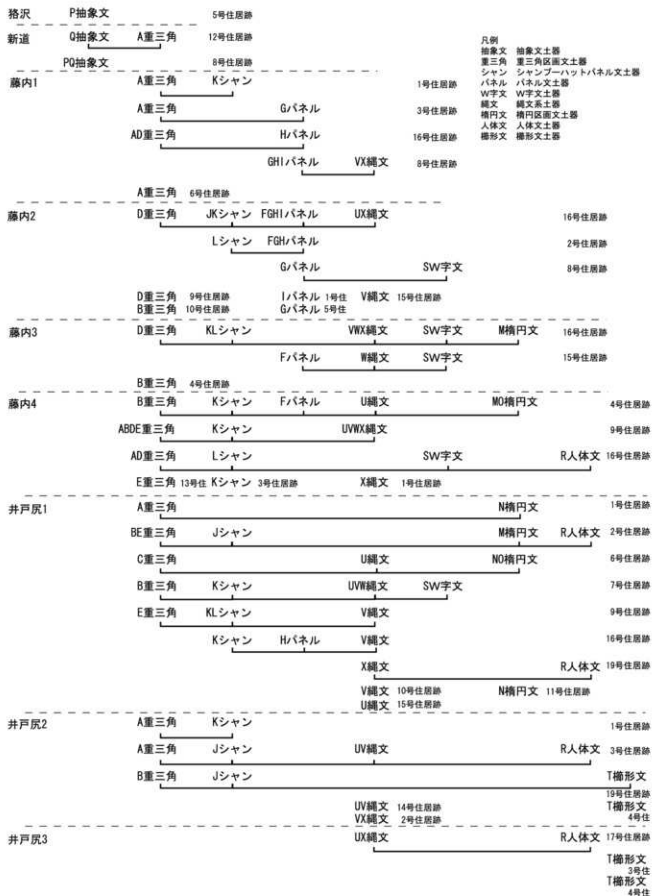 狢沢 P抽象文 5号住居跡
新道 Q抽象文 A重三角 12号住居跡
PQ抽象文 8号住居跡
凡例
抽象文 抽象文土器
重三角 重三角区画文土器
シャン シャンプーハットパネル文土器
パネル パネル文土器
W字文 W字文土器
縄文 縄文系土器
楕円文 楕円区画文土器
人体文 人体文土器
櫛形文 櫛形文土器
藤内1 A重三角 Kシャン 1号住居跡
A重三角 Gパネル 3号住居跡
AD重三角 Hパネル 16号住居跡
GHIパネル VX縄文 8号住居跡
A重三角 6号住居跡
藤内2 D重三角 JKシャン FGHIパネル UX縄文 16号住居跡
Lシャン FGHパネル 2号住居跡
Gパネル SW字文 8号住居跡
D重三角 9号住居跡 Iパネル 1号住 V縄文 15号住居跡
B重三角 10号住居跡 Gパネル 5号住
藤内3 D重三角 KLシャン VWX縄文 SW字文 M楕円文 16号住居跡
Fパネル W縄文 SW字文 15号住居跡
B重三角 4号住居跡
藤内4 B重三角 Kシャン Fパネル U縄文 MO楕円文 4号住居跡
ABDE重三角 Kシャン UVWX縄文 9号住居跡
AD重三角 Lシャン SW字文 R人体文 16号住居跡
E重三角 13号住 Kシャン 3号住居跡 X縄文 1号住居跡
井戸尻1 A重三角 N楕円文 1号住居跡
BE重三角 Jシャン M楕円文 R人体文 2号住居跡
C重三角 U縄文 NO楕円文 6号住居跡
B重三角 Kシャン UVW縄文 SW字文 7号住居跡
E重三角 KLシャン V縄文 9号住居跡
Kシャン Hパネル V縄文 16号住居跡
X縄文 R人体文 19号住居跡
V縄文 10号住居跡 N楕円文 11号住居跡
U縄文 15号住居跡
井戸尻2 A重三角 Kシャン 1号住居跡
A重三角 Jシャン UV縄文 R人体文 3号住居跡
B重三角 Jシャン T櫛形文
19号住居跡
UV縄文 14号住居跡 T櫛形文
VX縄文 2号住居跡 4号住
井戸尻3 UX縄文 R人体文 17号住居跡
T櫛形文
3号住
T櫛形文
4号住